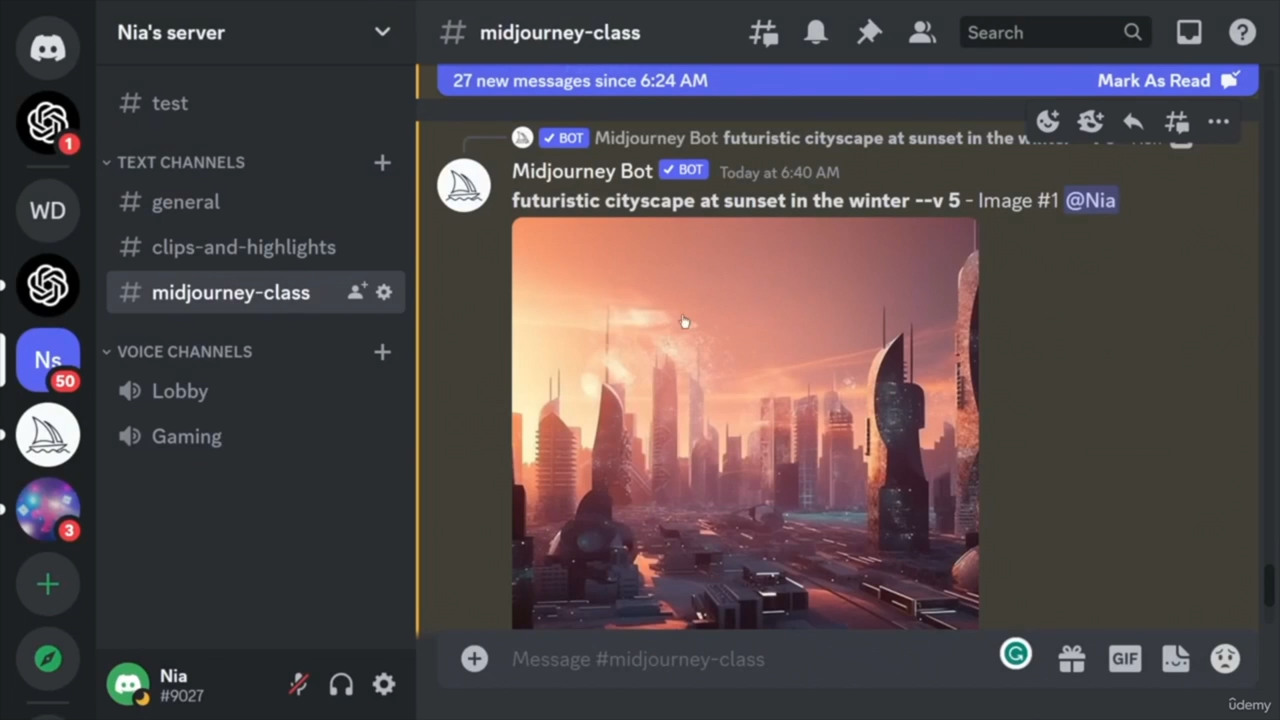 Nia's server
test
TEXT CHANNELS
general
clips-and-highlights
midjourney-class
VOICE CHANNELS
Lobby
Gaming
1
WD
Ns
50
3
Nia
#9027
midjourney-class
Search
27 new messages since 6:24 AM Mark As Read
BOT Midjourney Bot futuristic cityscape at sunset in the
Midjourney Bot BOT Today at 6:40 AM
futuristic cityscape at sunset in the winter --v 5 - Image #1 @Nia
Message #midjourney-class
GIF
ûdemy